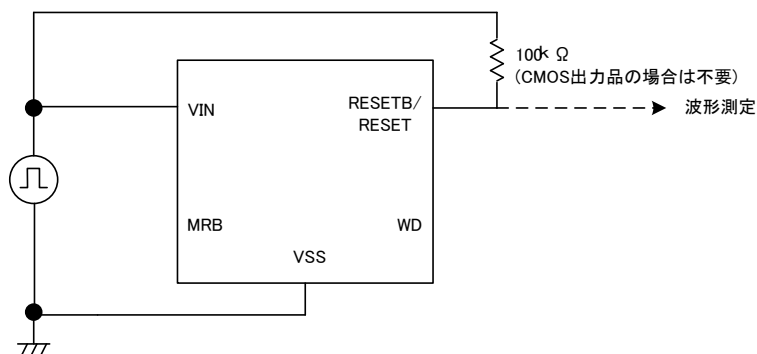 100k Ω
(CMOS出力品の場合は不要)
VIN
RESETB/
RESET
波形測定
MRB
WD
VSS